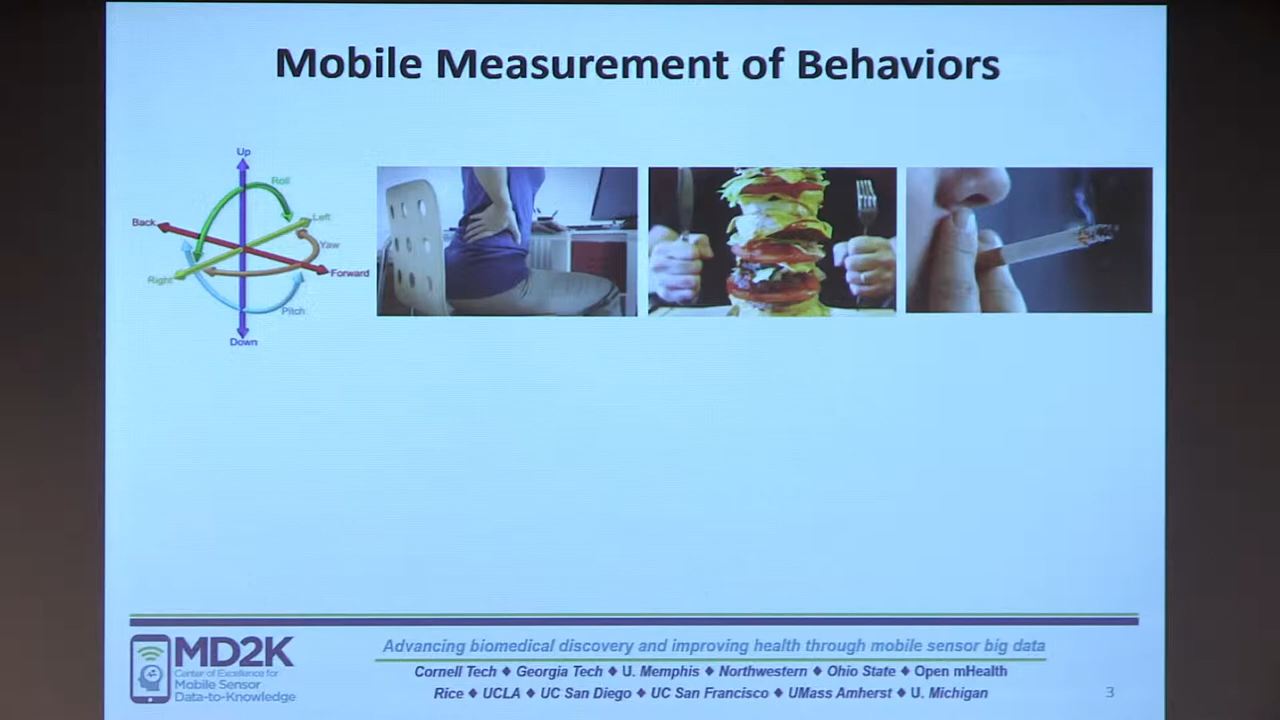 Mobile Measurement of Behaviors
Up
Roll
Left
Back
Yaw
Right
Forward
Pitch
Down
MD2K
Center of Excellence for
Mobile Sensor
Data-to-Knowledge
Advancing biomedical discovery and improving health through mobile sensor big data
Cornell Tech ◆ Georgia Tech ◆ U. Memphis ◆ Northwestern ◆ Ohio State ◆ Open mHealth
Rice ◆ UCLA ◆ UC San Diego ◆ UC San Francisco ◆ UMass Amherst ◆ U. Michigan
3